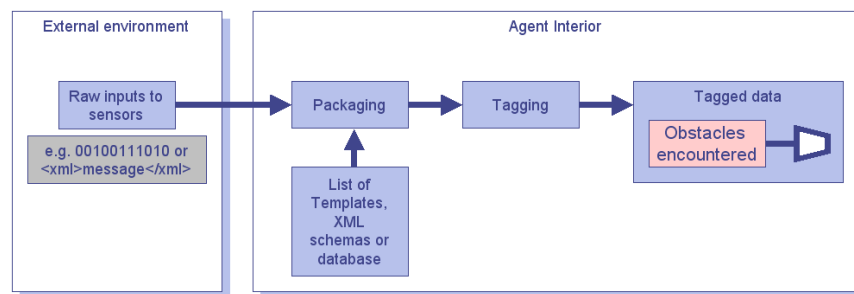 External environment
Agent Interior
Raw inputs to
sensors
e.g. 00100111010 or
<xml>message</xml>
Packaging
Tagging
Tagged data
Obstacles
encountered
List of
Templates,
XML
schemas or
database